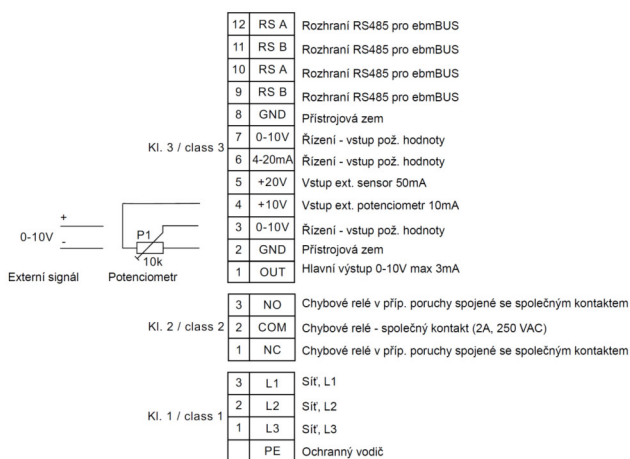 12 RS A Rozhraní RS485 pro ebmBUS
11 RS B Rozhraní RS485 pro ebmBUS
10 RS A Rozhraní RS485 pro ebmBUS
9 RS B Rozhraní RS485 pro ebmBUS
8 GND Přístrojová zem
7 0-10V Řízení - vstup pož. hodnoty
Kl. 3 / class 3
6 4-20mA Řízení - vstup pož. hodnoty
5 +20V Vstup ext. sensor 50mA
4 +10V Vstup ext. potenciometr 10mA
3 0-10V Řízení - vstup pož. hodnoty
2 GND Přístrojová zem
1 OUT Hlavní výstup 0-10V max 3mA
+
0-10V
-
P1
10k
Externí signál Potenciometr
3 NO Chybové relé v příp. poruchy spojené se společným kontaktem
Kl. 2 / class 2 2 COM Chybové relé - společný kontakt (2A, 250 VAC)
1 NC Chybové relé v příp. poruchy spojené se společným kontaktem
3 L1 Síť, L1
2 L2 Síť, L2
Kl. 1 / class 1
1 L3 Síť, L3
PE Ochranný vodič